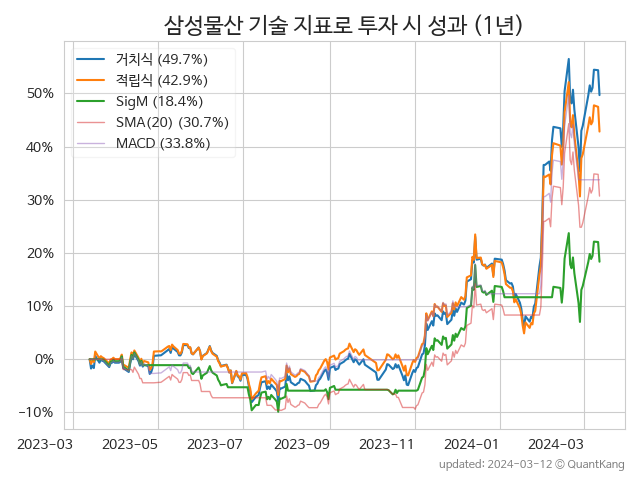 삼성물산 기술 지표로 투자 시 성과 (1년)
거치식 (49.7%)
적립식 (42.9%)
SigM (18.4%)
SMA(20) (30.7%)
MACD (33.8%)
50%
40%
30%
20%
10%
0%
−10%
2023-03 2023-05 2023-07 2023-09 2023-11 2024-01 2024-03
updated: 2024-03-12 © QuantKang